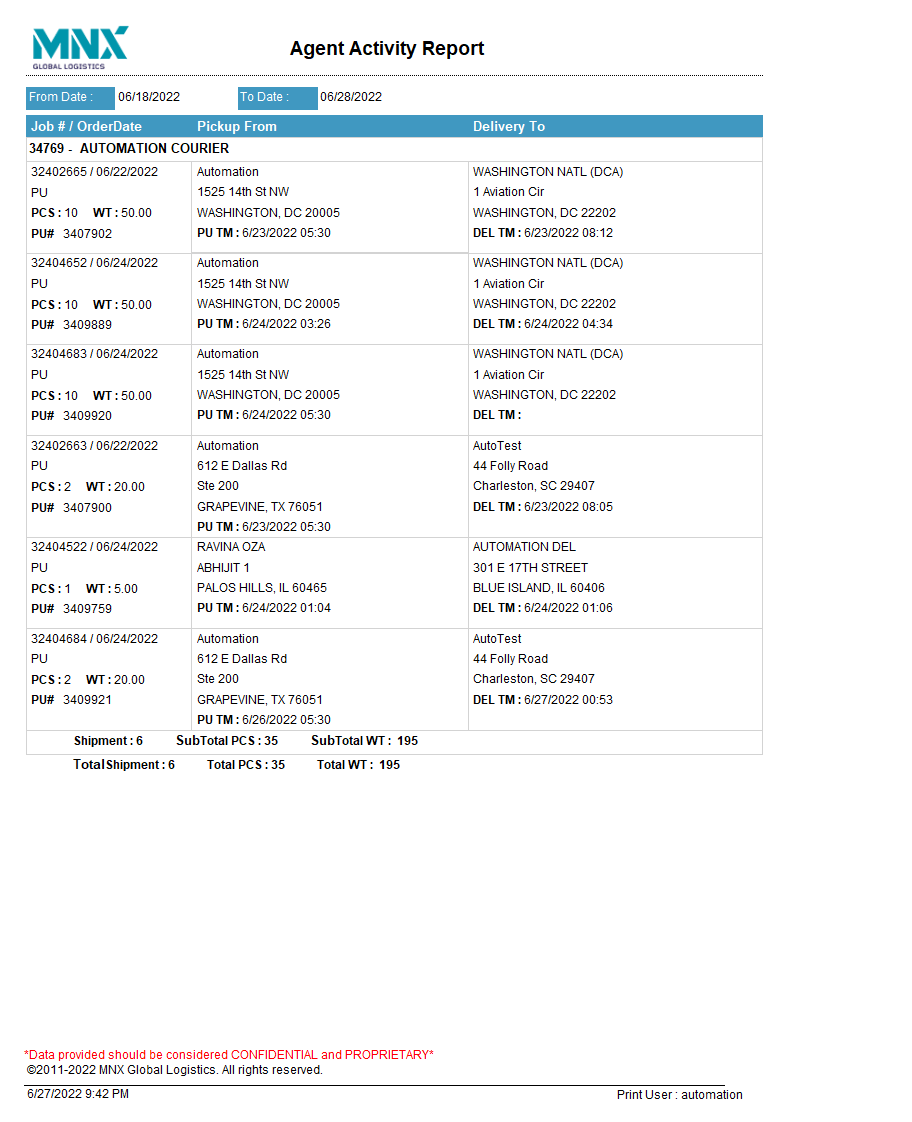 MNX
GLOBAL LOGISTICS
Agent Activity Report
From Date : 06/18/2022 To Date : 06/28/2022
Job # / OrderDate Pickup From Delivery To
34769 - AUTOMATION COURIER
32402665 / 06/22/2022 Automation WASHINGTON NATL (DCA)
PU 1525 14th St NW 1 Aviation Cir
PCS : 10 WT : 50.00 WASHINGTON, DC 20005 WASHINGTON, DC 22202
PU# 3407902 PU TM : 6/23/2022 05:30 DEL TM : 6/23/2022 08:12
32404652 / 06/24/2022 Automation WASHINGTON NATL (DCA)
PU 1525 14th St NW 1 Aviation Cir
PCS : 10 WT : 50.00 WASHINGTON, DC 20005 WASHINGTON, DC 22202
PU# 3409889 PU TM : 6/24/2022 03:26 DEL TM : 6/24/2022 04:34
32404683 / 06/24/2022 Automation WASHINGTON NATL (DCA)
PU 1525 14th St NW 1 Aviation Cir
PCS : 10 WT : 50.00 WASHINGTON, DC 20005 WASHINGTON, DC 22202
PU# 3409920 PU TM : 6/24/2022 05:30 DEL TM :
32402663 / 06/22/2022 Automation AutoTest
PU 612 E Dallas Rd 44 Folly Road
PCS : 2 WT : 20.00 Ste 200 Charleston, SC 29407
PU# 3407900 GRAPEVINE, TX 76051 DEL TM : 6/23/2022 08:05
PU TM : 6/23/2022 05:30
32404522 / 06/24/2022 RAVINA OZA AUTOMATION DEL
PU ABHIJIT 1 301 E 17TH STREET
PCS : 1 WT : 5.00 PALOS HILLS, IL 60465 BLUE ISLAND, IL 60406
PU# 3409759 PU TM : 6/24/2022 01:04 DEL TM : 6/24/2022 01:06
32404684 / 06/24/2022 Automation AutoTest
PU 612 E Dallas Rd 44 Folly Road
PCS : 2 WT : 20.00 Ste 200 Charleston, SC 29407
PU# 3409921 GRAPEVINE, TX 76051 DEL TM : 6/27/2022 00:53
PU TM : 6/26/2022 05:30
Shipment : 6 SubTotal PCS : 35 SubTotal WT : 195
TotalShipment : 6 Total PCS : 35 Total WT : 195
*Data provided should be considered CONFIDENTIAL and PROPRIETARY*
©2011-2022 MNX Global Logistics. All rights reserved.
6/27/2022 9:42 PM Print User : automation